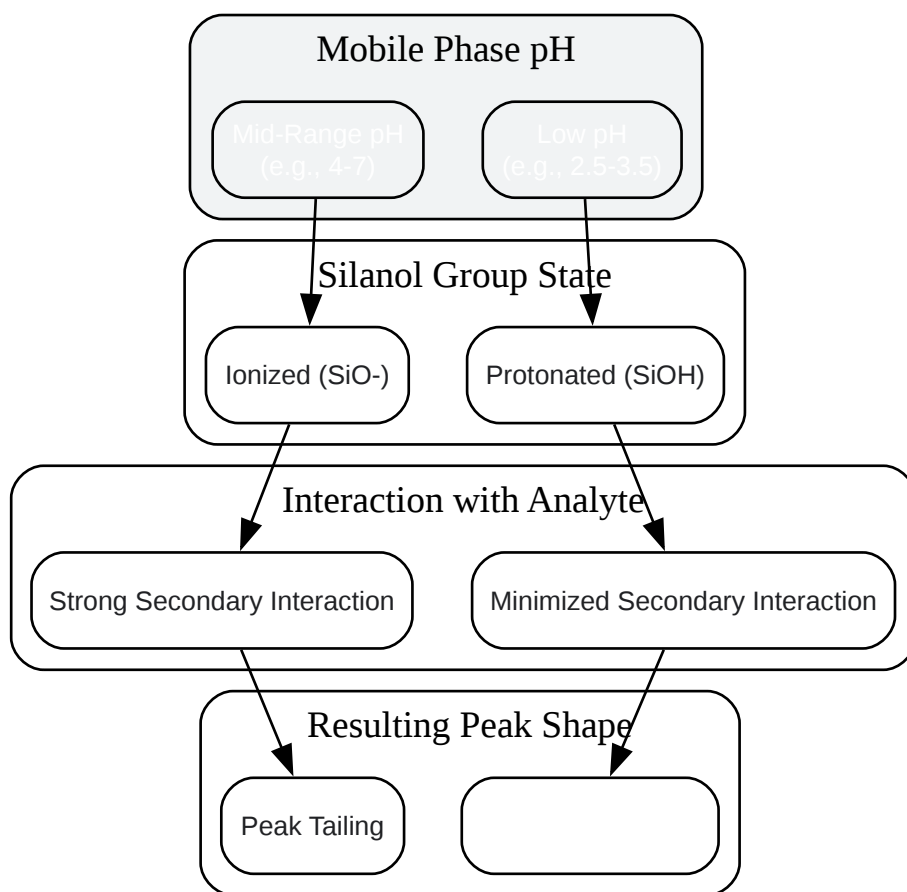 Mobile Phase pH
Mid-Range pH
(e.g., 4-7)
Low pH
(e.g., 2.5-3.5)
Silanol Group State
Ionized (SiO-)
Protonated (SiOH)
Interaction with Analyte
Strong Secondary Interaction
Minimized Secondary Interaction
Resulting Peak Shape
Peak Tailing